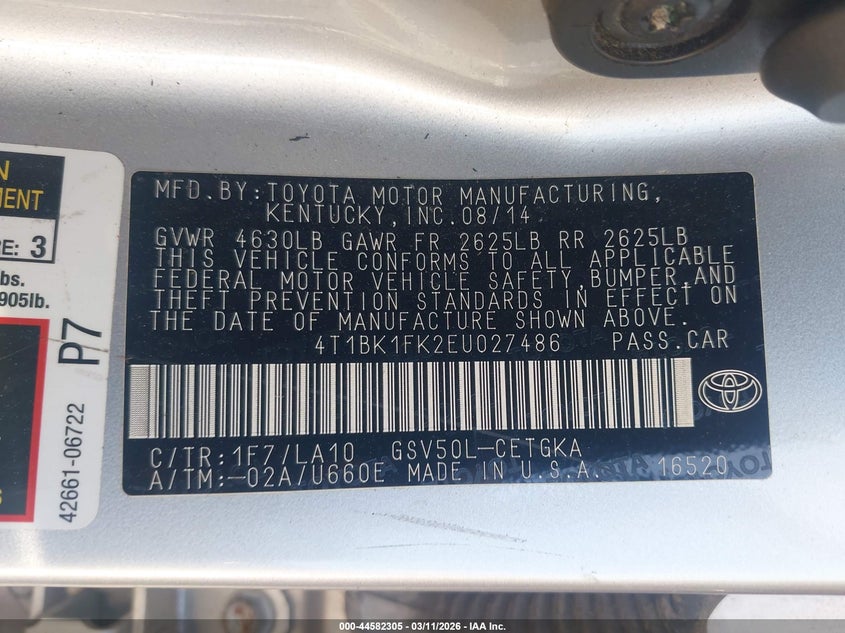 N
MENT
RE: 3
bs.
905lb.
P7
42661-06722
S
MFD.BY:TOYOTA MOTOR MANUFACTURING,
KENTUCKY,INC.08/14
GVWR 4630LB GAWR FR 2625LB RR 2625LB
THIS VEHICLE CONFORMS TO ALL APPLICABLE
FEDERAL MOTOR VEHICLE SAFETY,BUMPER,AND
THEFT PREVENTION STANDARDS IN EFFECT ON
THE DATE OF MANUFACTURE SHOWN ABOVE.
4T1BK1FK2EU027486 PASS.CAR
C/TR:1F7/LA10 GSV50L-CETGKA
A/TM:-02A/U660E MADE IN U.S.A. 16520
000-44582305 - 03/11/2026 - IAA Inc.